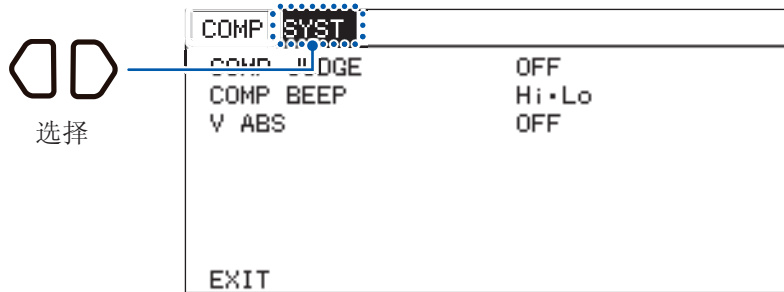 COMP SYST
COMP JUDGE OFF
COMP BEEP Hi・Lo
V ABS OFF
选择
EXIT